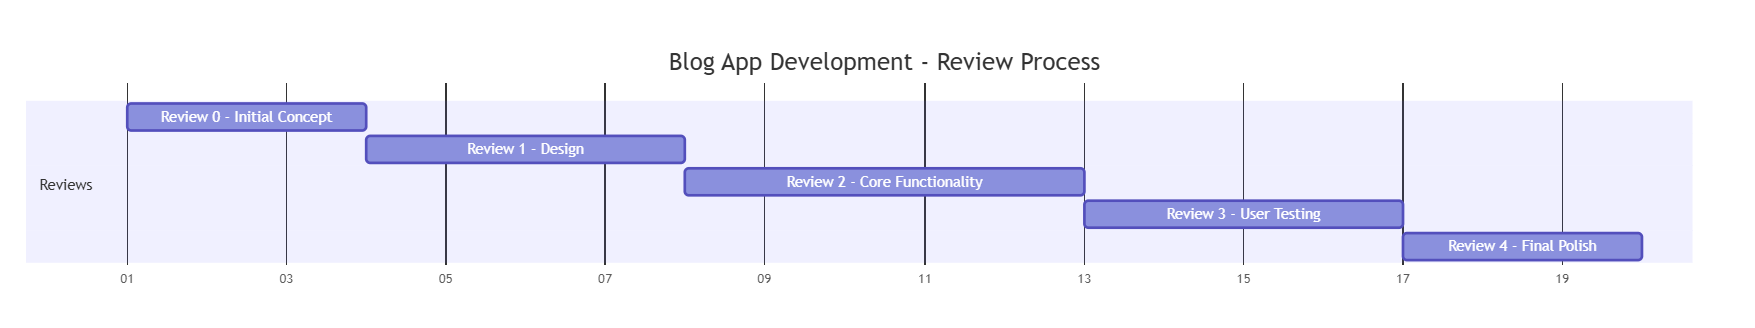 Blog App Development - Review Process
Review 0 - Initial Concept
Review 1 - Design
Review 2 - Core Functionality
Reviews
Review 3 - User Testing
Review 4 - Final Polish
01 03 05 07 09 11 13 15 17 19